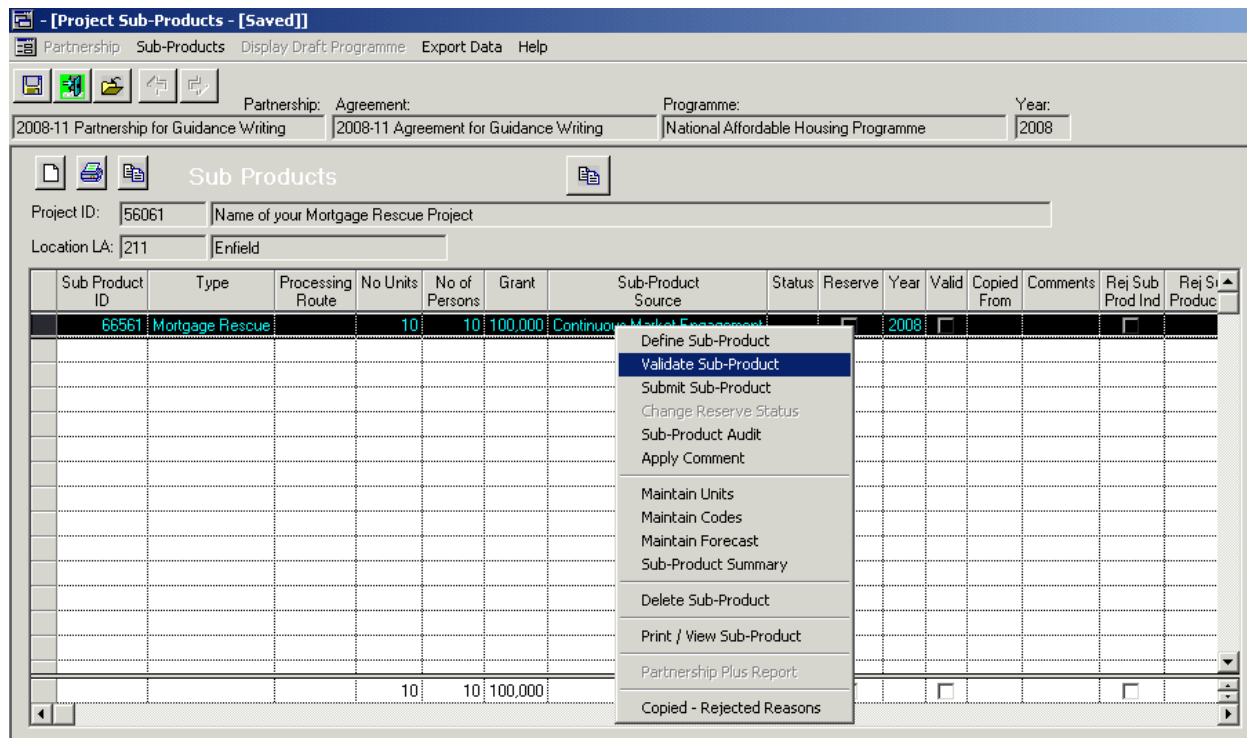 - [Project Sub-Products - [Saved]]
Partnership Sub-Products Display Draft Programme Export Data Help
Partnership: Agreement: Programme: Year:
2008-11 Partnership for Guidance Writing 2008-11 Agreement for Guidance Writing National Affordable Housing Programme 2008
Sub Products
Project ID: 56061 Name of your Mortgage Rescue Project
Location LA: 211 Enfield
Sub Product Type Processing No Units No of Grant Sub-Product Status Reserve Year Valid Copied Comments Rej Sub
ID Route Persons Source From Prod Ind
66561 Mortgage Rescue 10 10 100,000 Continuous Market Engagement 2008
Define Sub-Product
Validate Sub-Product
Submit Sub-Product
Change Reserve Status
Sub-Product Audit
Apply Comment
Maintain Units
Maintain Codes
Maintain Forecast
Sub-Product Summary
Delete Sub-Product
Print / View Sub-Product
Partnership Plus Report
Copied - Rejected Reasons
10 10 100,000